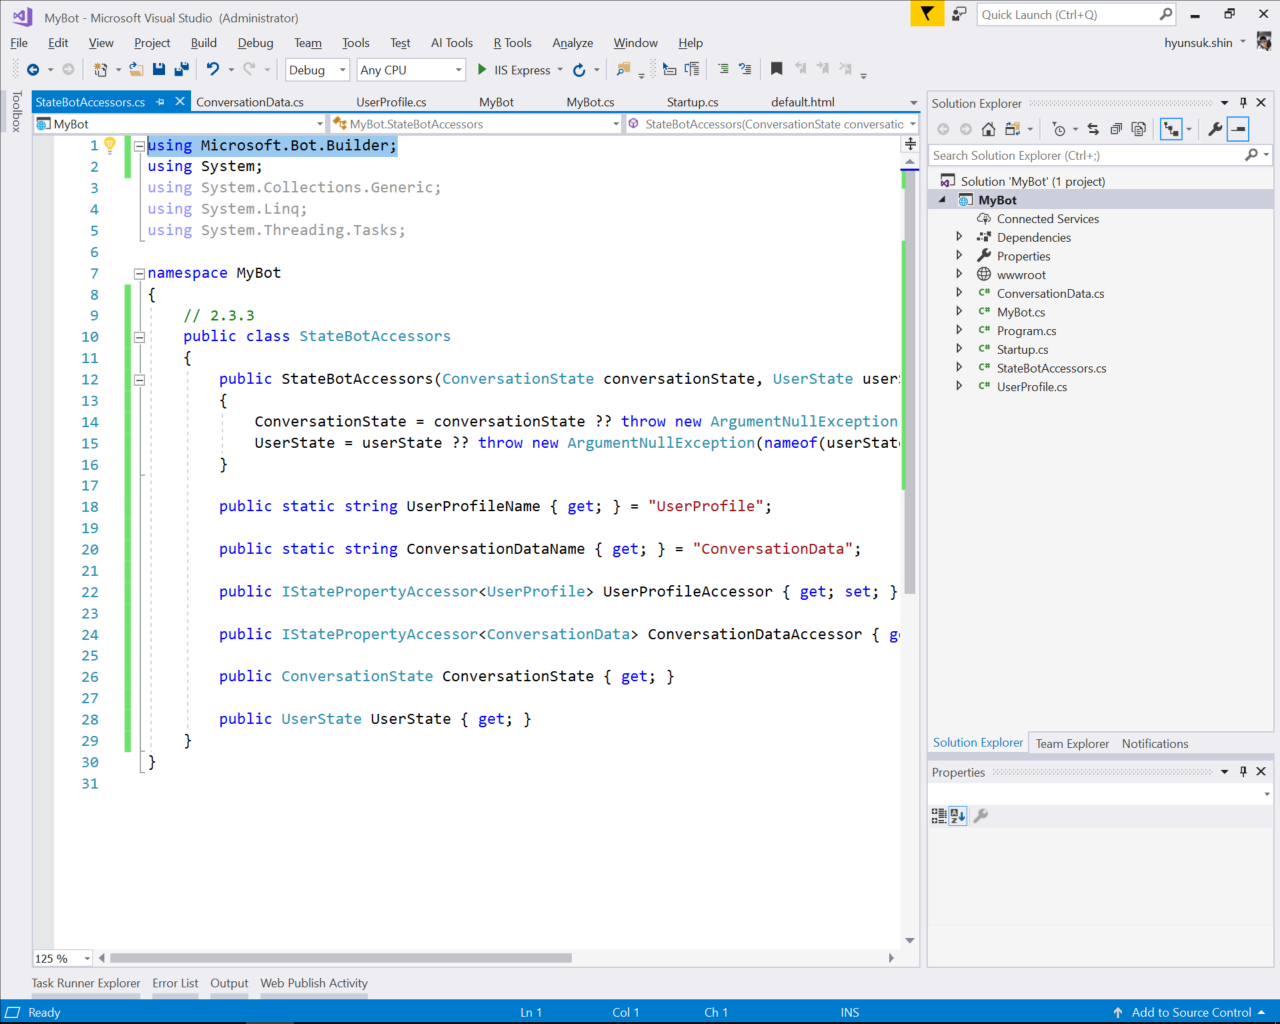 MyBot - Microsoft Visual Studio (Administrator)
Quick Launch (Ctrl+Q)
File Edit View Project Build Debug Team Tools Test AI Tools R Tools Analyze Window Help
hyunsuk.shin
Debug Any CPU IIS Express
Toolbox
StateBotAccessors.cs ConversationData.cs UserProfile.cs MyBot MyBot.cs Startup.cs default.html
MyBot MyBot.StateBotAccessors StateBotAccessors(ConversationState conversatic
1 using Microsoft.Bot.Builder;
2 using System;
3 using System.Collections.Generic;
4 using System.Linq;
5 using System.Threading.Tasks;
6
7 namespace MyBot
8 {
9 // 2.3.3
10 public class StateBotAccessors
11 {
12 public StateBotAccessors(ConversationState conversationState, UserState user
13 {
14 ConversationState = conversationState ?? throw new ArgumentNullException
15 UserState = userState ?? throw new ArgumentNullException(nameof(userStat
16 }
17
18 public static string UserProfileName { get; } = "UserProfile";
19
20 public static string ConversationDataName { get; } = "ConversationData";
21
22 public IStatePropertyAccessor<UserProfile> UserProfileAccessor { get; set; }
23
24 public IStatePropertyAccessor<ConversationData> ConversationDataAccessor { ge
25
26 public ConversationState ConversationState { get; }
27
28 public UserState UserState { get; }
29 }
30 }
31
125 %
Solution Explorer
Search Solution Explorer (Ctrl+;)
Solution 'MyBot' (1 project)
MyBot
Connected Services
Dependencies
Properties
wwwroot
C# ConversationData.cs
C# MyBot.cs
C# Program.cs
C# Startup.cs
C# StateBotAccessors.cs
C# UserProfile.cs
Solution Explorer Team Explorer Notifications
Properties
Task Runner Explorer Error List Output Web Publish Activity
Ready Ln 1 Col 1 Ch 1 INS Add to Source Control